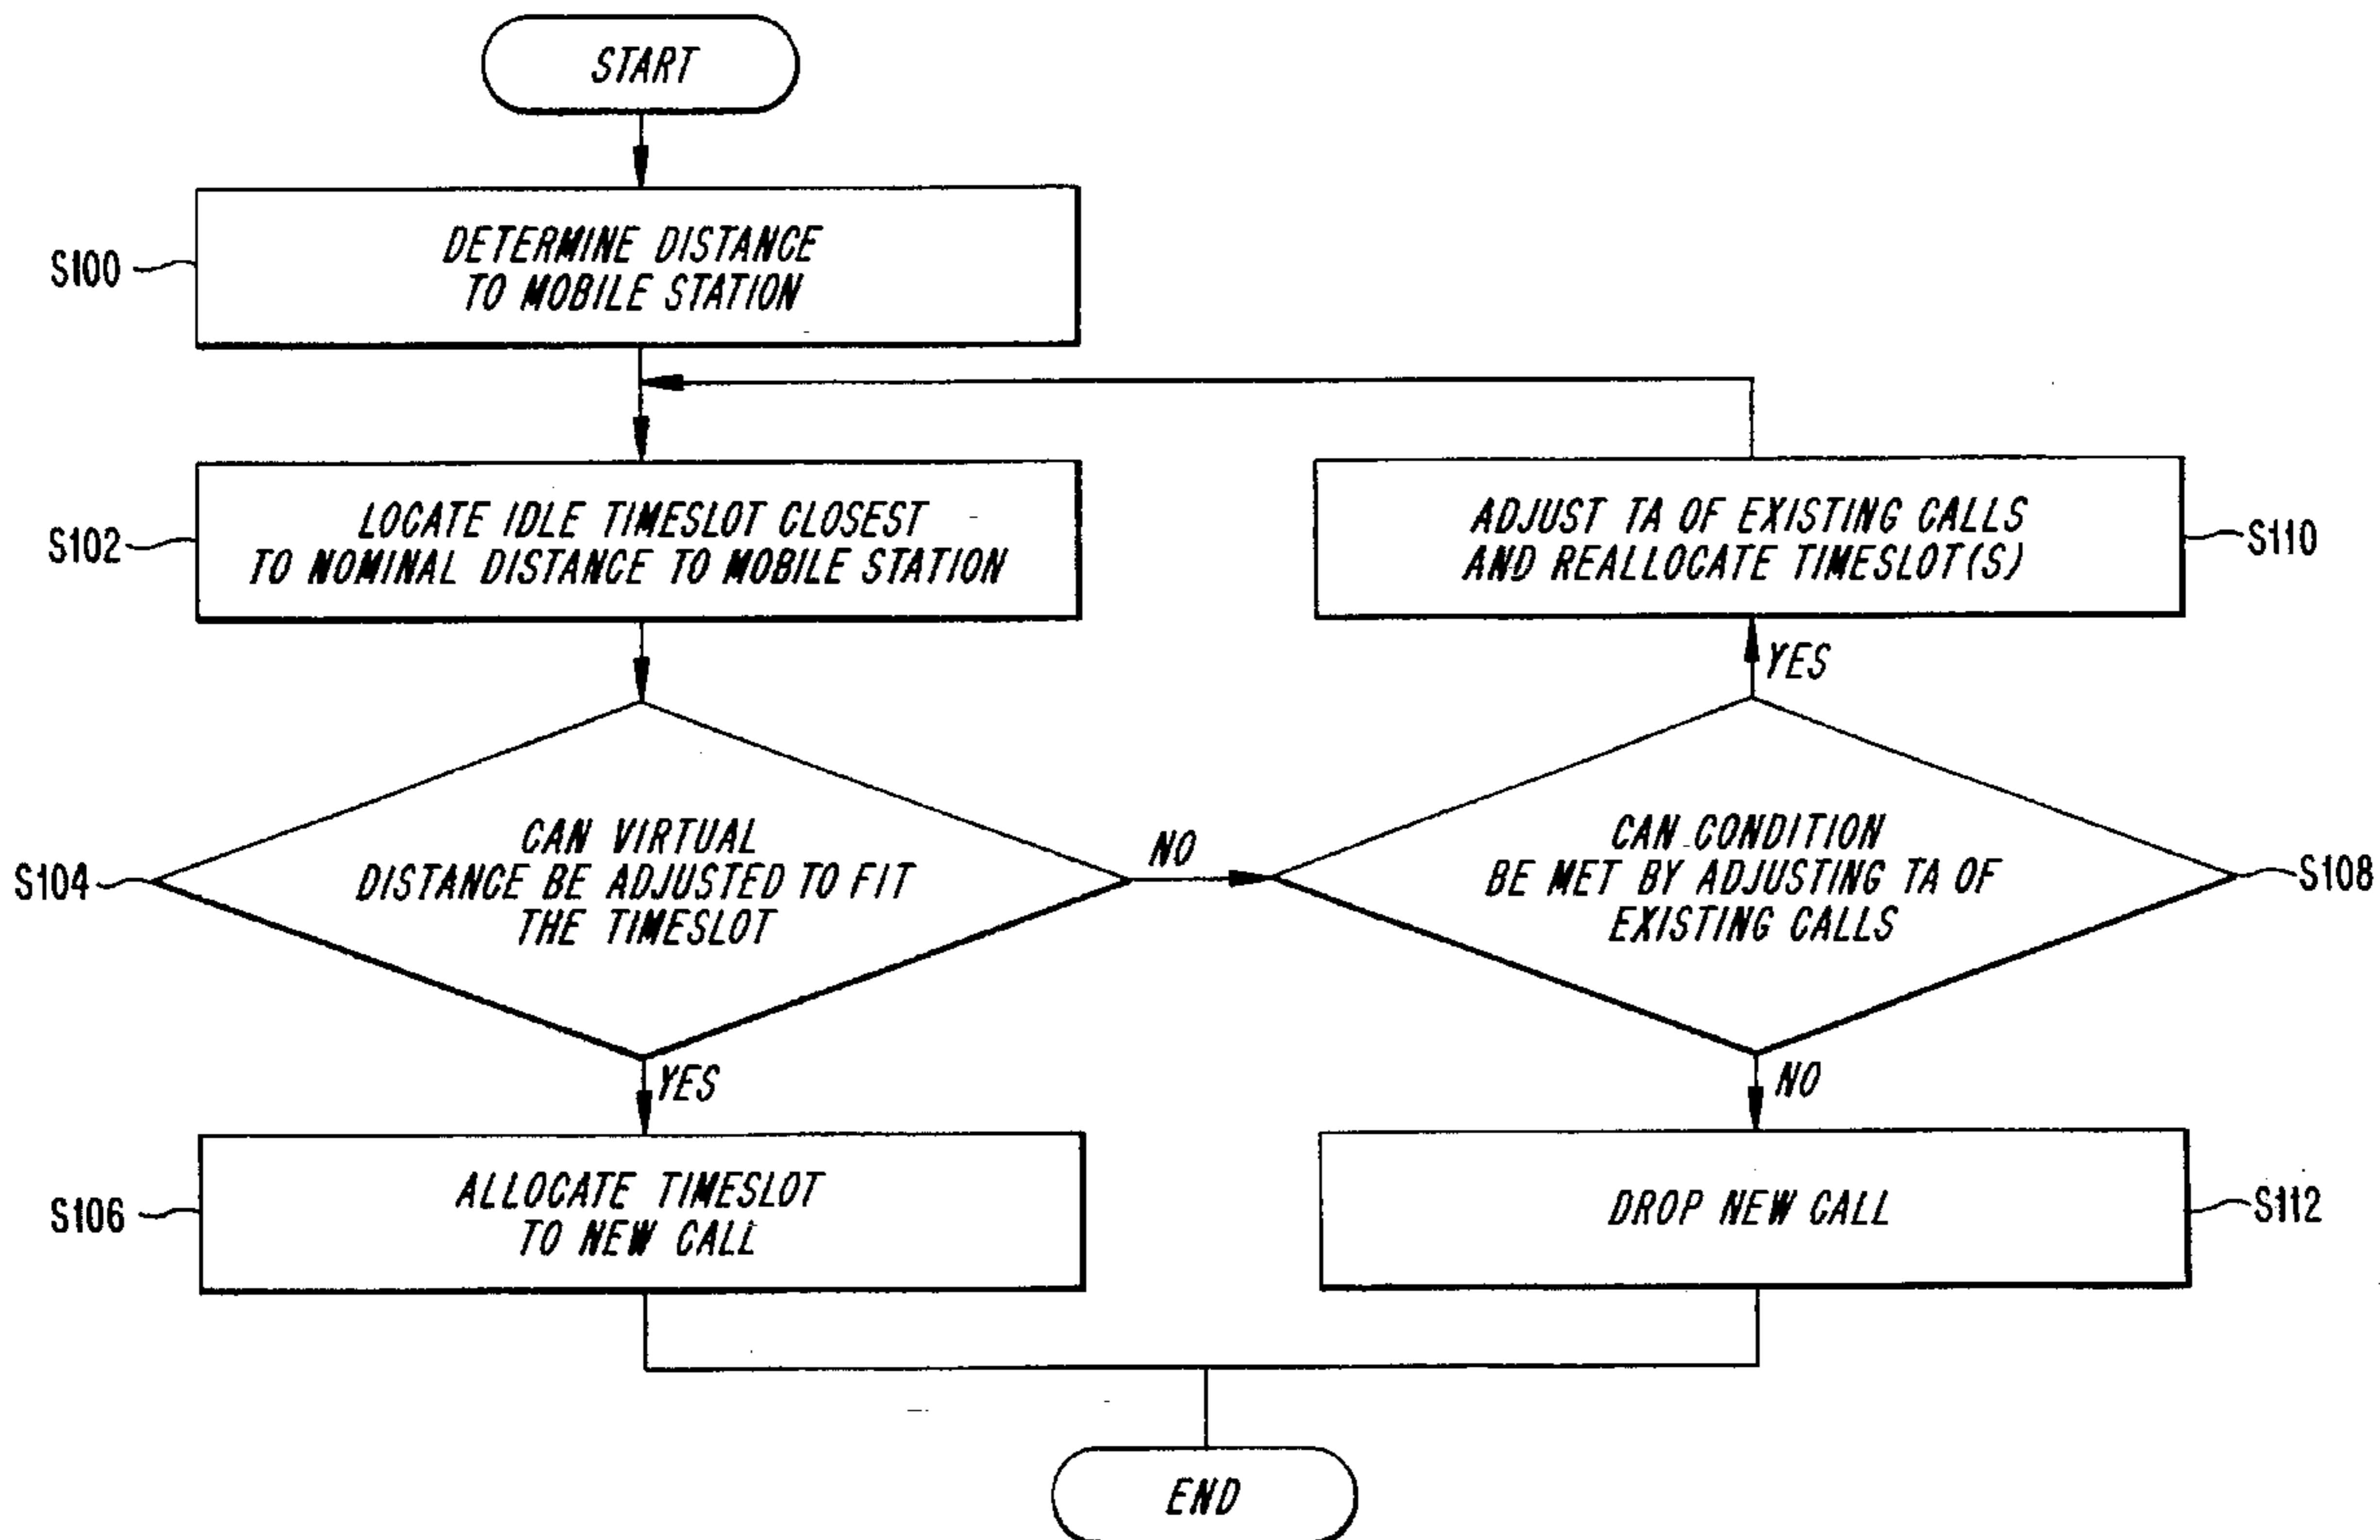 START
S100
DETERMINE DISTANCE
TO MOBILE STATION
S102
LOCATE IDLE TIMESLOT CLOSEST
TO NOMINAL DISTANCE TO MOBILE STATION
ADJUST TA OF EXISTING CALLS
AND REALLOCATE TIMESLOT(S)
S110
YES
S104
CAN VIRTUAL
DISTANCE BE ADJUSTED TO FIT
THE TIMESLOT
NO
CAN CONDITION
BE MET BY ADJUSTING TA OF
EXISTING CALLS
S108
YES
NO
S106
ALLOCATE TIMESLOT
TO NEW CALL
DROP NEW CALL
S112
END